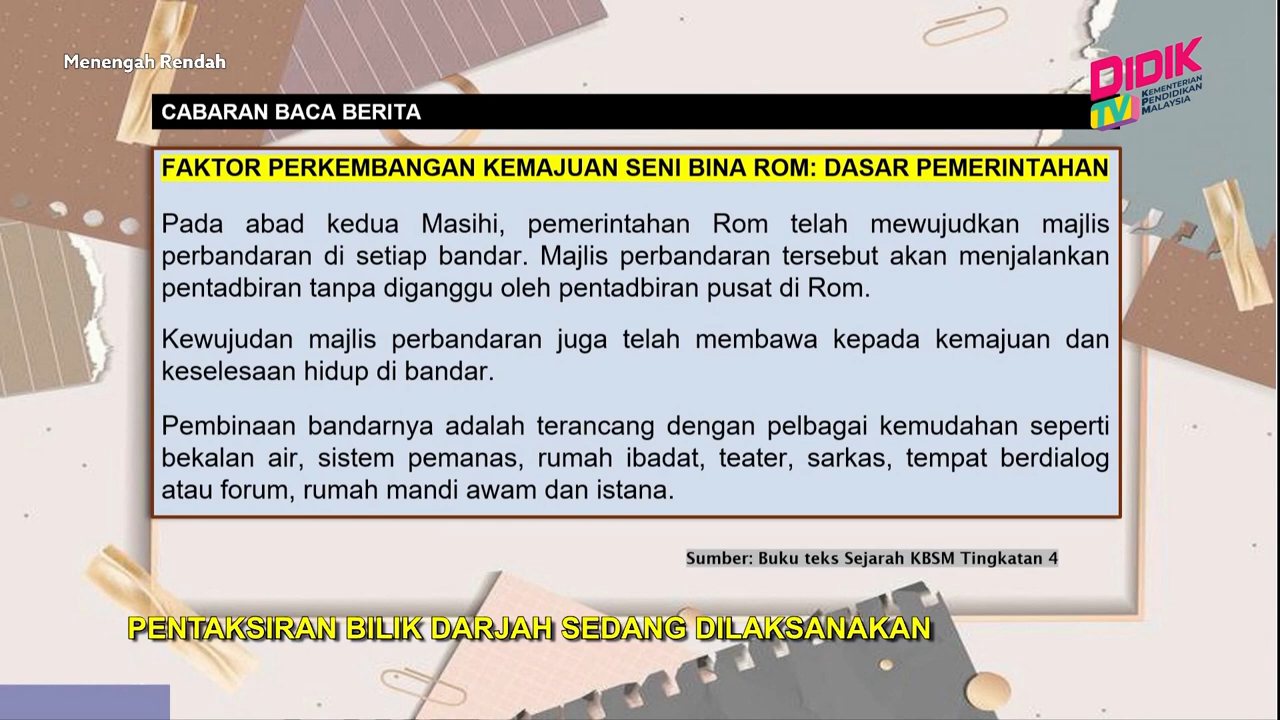 Menengah Rendah
DIDIK
TV
KEMENTERIAN
PENDIDIKAN
MALAYSIA
CABARAN BACA BERITA
FAKTOR PERKEMBANGAN KEMAJUAN SENI BINA ROM: DASAR PEMERINTAHAN
Pada abad kedua Masihi, pemerintahan Rom telah mewujudkan majlis
perbandaran di setiap bandar. Majlis perbandaran tersebut akan menjalankan
pentadbiran tanpa diganggu oleh pentadbiran pusat di Rom.
Kewujudan majlis perbandaran juga telah membawa kepada kemajuan dan
keselesaan hidup di bandar.
Pembinaan bandarnya adalah terancang dengan pelbagai kemudahan seperti
bekalan air, sistem pemanas, rumah ibadat, teater, sarkas, tempat berdialog
atau forum, rumah mandi awam dan istana.
Sumber: Buku teks Sejarah KBSM Tingkatan 4
PENTAKSIRAN BILIK DARJAH SEDANG DILAKSANAKAN